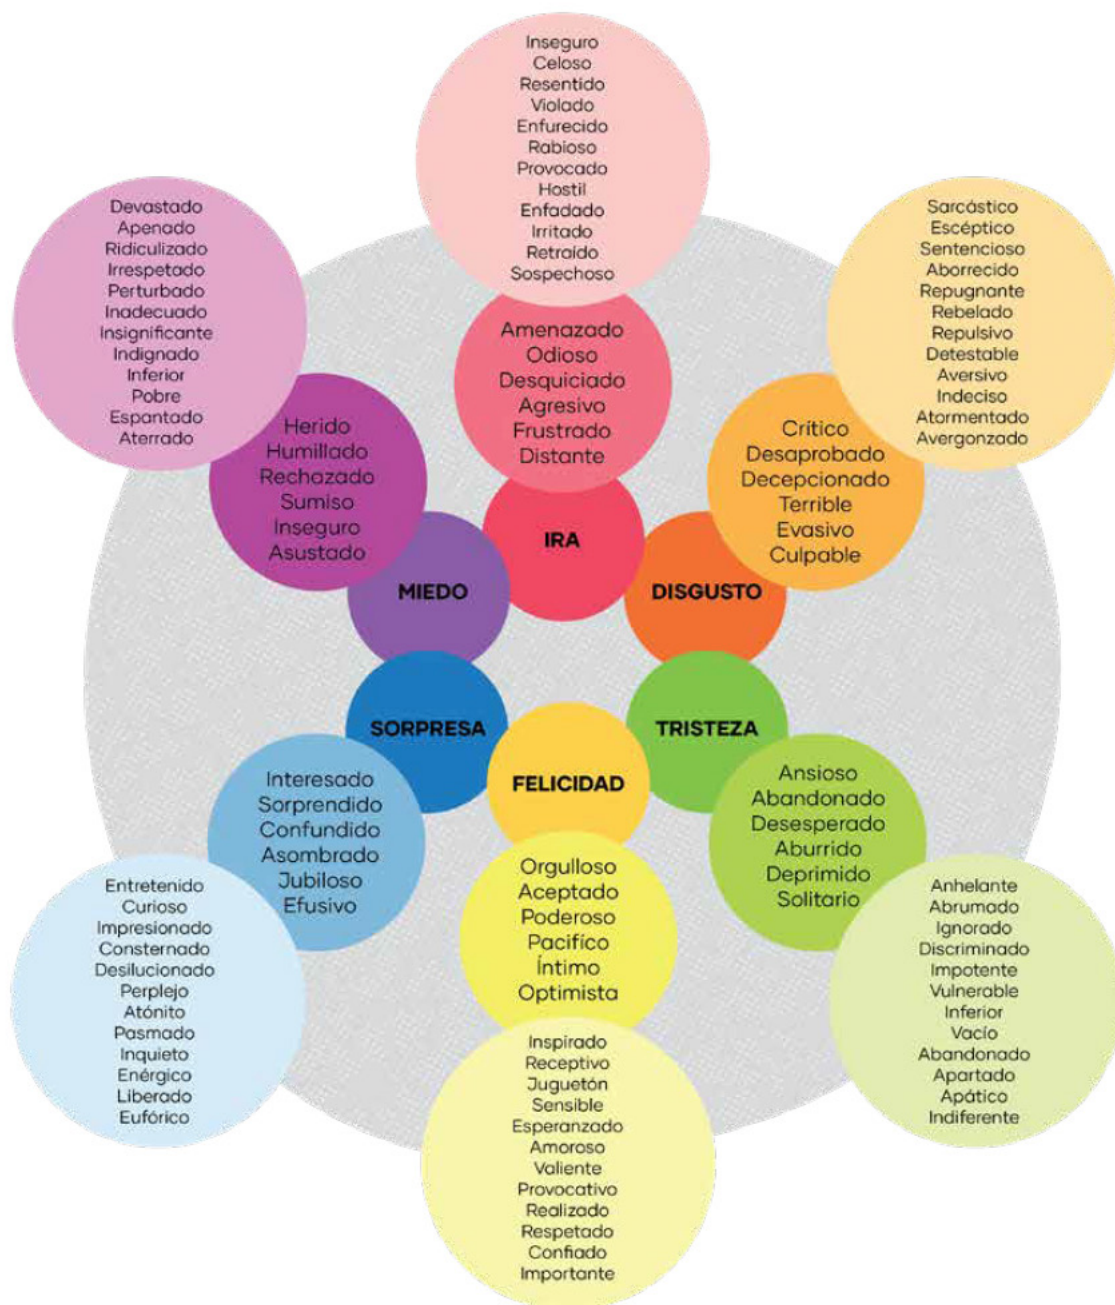 Inseguro
Celoso
Resentido
Violado
Enfurecido
Rabioso
Provocado
Hostil
Enfadado
Irritado
Retraído
Sospechoso
Amenazado
Odioso
Desquiciado
Agresivo
Frustrado
Distante
IRA
Devastado
Apenado
Ridiculizado
Irrespetado
Perturbado
Inadecuado
Insignificante
Indignado
Inferior
Pobre
Espantado
Aterrado
Herido
Humillado
Rechazado
Sumiso
Inseguro
Asustado
MIEDO
Sarcástico
Escéptico
Sentencioso
Aborrecido
Repugnante
Rebelado
Repulsivo
Detestable
Aversivo
Indeciso
Atormentado
Avergonzado
Crítico
Desaprobado
Decepcionado
Terrible
Evasivo
Culpable
DISGUSTO
SORPRESA
Interesado
Sorprendido
Confundido
Asombrado
Jubiloso
Efusivo
Entretenido
Curioso
Impresionado
Consternado
Desilucionado
Perplejo
Atónito
Pasmado
Inquieto
Enérgico
Liberado
Eufórico
FELICIDAD
Orgulloso
Aceptado
Poderoso
Pacifíco
Íntimo
Optimista
Inspirado
Receptivo
Juguetón
Sensible
Esperanzado
Amoroso
Valiente
Provocativo
Realizado
Respetado
Confiado
Importante
TRISTEZA
Ansioso
Abandonado
Desesperado
Aburrido
Deprimido
Solitario
Anhelante
Abrumado
Ignorado
Discriminado
Impotente
Vulnerable
Inferior
Vacío
Abandonado
Apartado
Apático
Indiferente